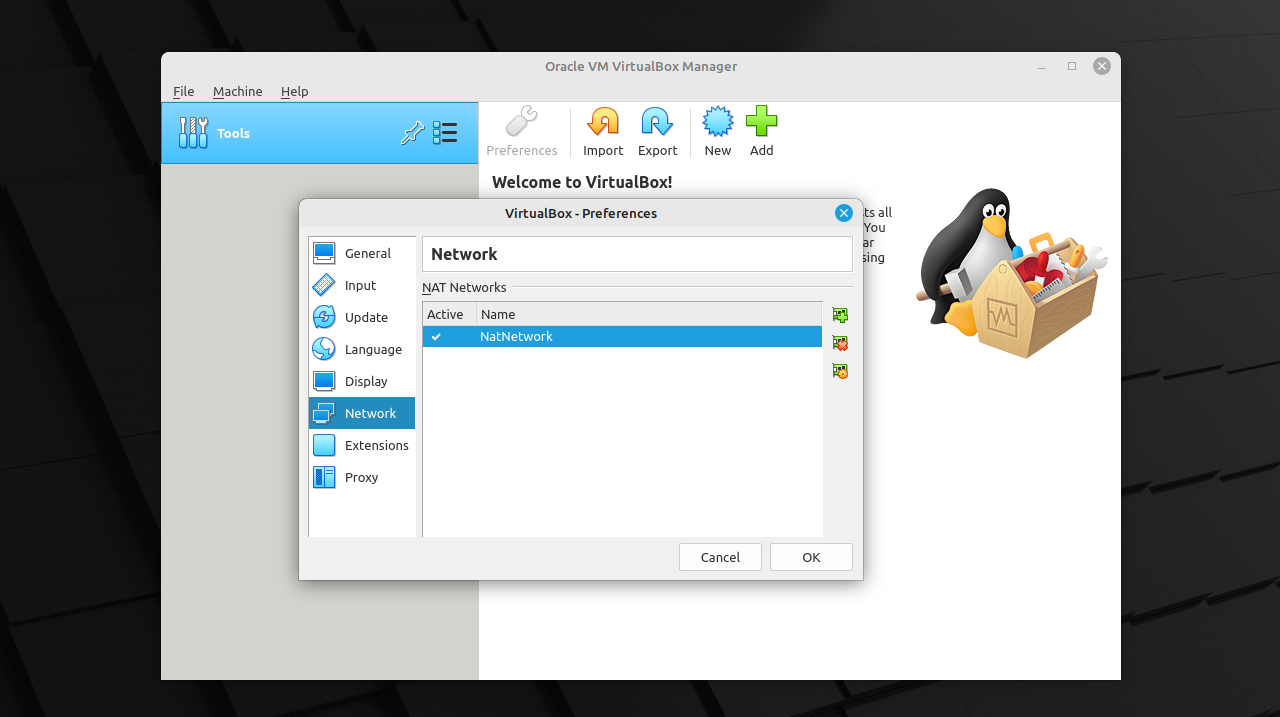 Oracle VM VirtualBox Manager
File Machine Help
Tools
Preferences Import Export New Add
Welcome to VirtualBox!
VirtualBox - Preferences
ts all
You
ar
sing
General
Input
Update
Language
Display
Network
Extensions
Proxy
Network
NAT Networks
Active Name
NatNetwork
Cancel OK